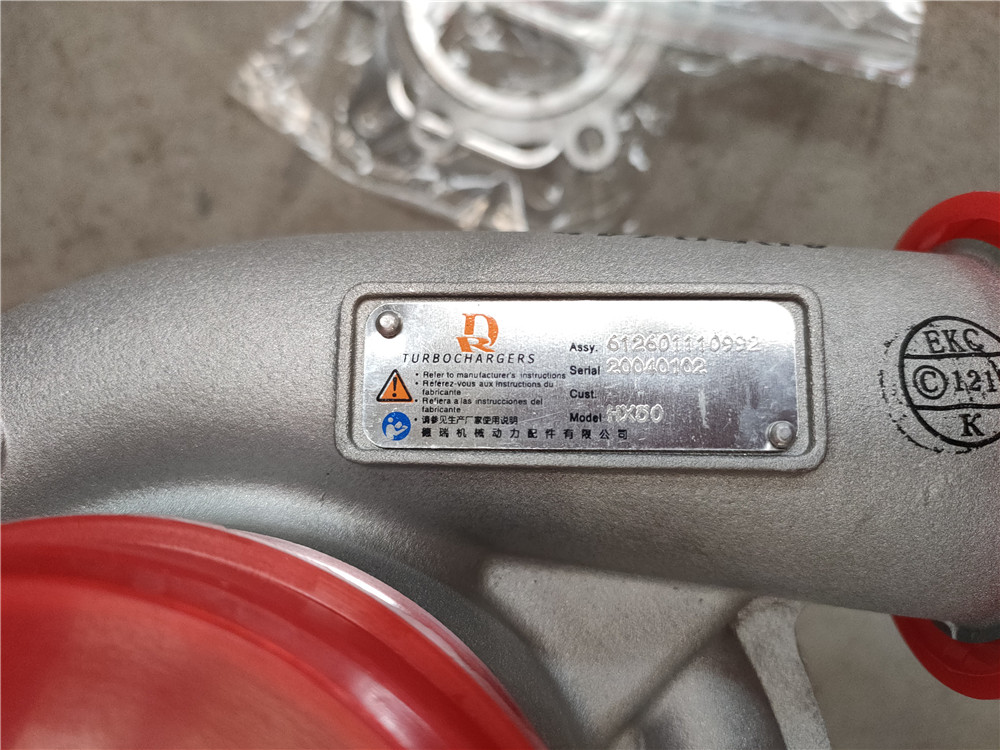 DR
TURBOCHARGERS
• Refer to manufacturer's instructions
• Référez-vous aux instructions du
fabricante
• Refiera a las instrucciones del
fabricante
• 请参见生产厂家使用说明
德瑞机械动力配件有限公司
Assy. 612601110992
Serial 20040102
Cust.
Model HX50
EKC
C 121
K